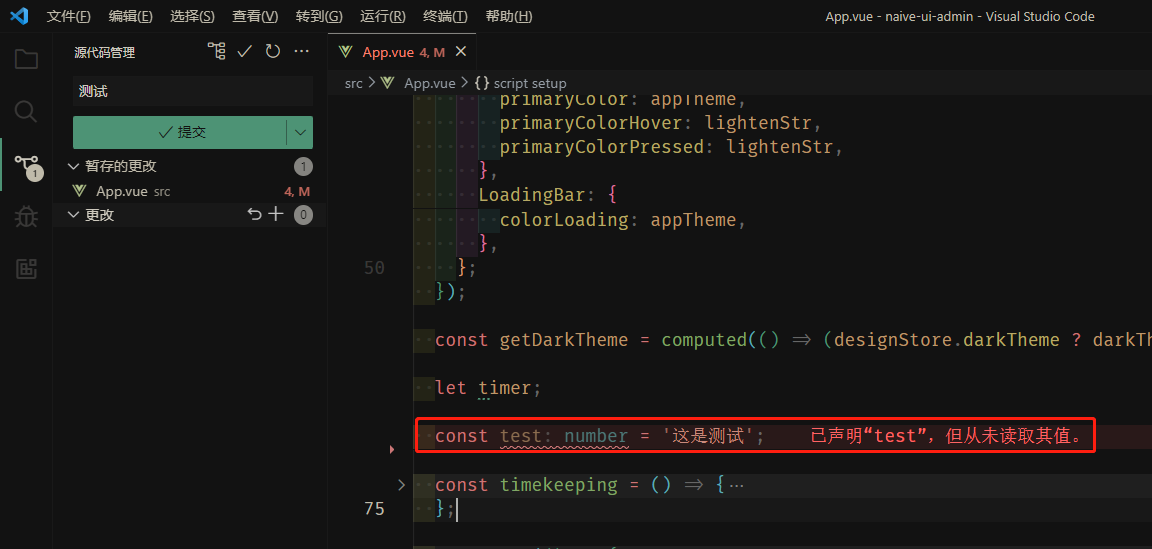 文件(F) 编辑(E) 选择(S) 查看(V) 转到(G) 运行(R) 终端(T) 帮助(H) App.vue - naive-ui-admin - Visual Studio Code
源代码管理
App.vue 4, M
src > App.vue > {} script setup
测试
提交
暂存的更改 1
App.vue src 4, M
更改 0
primaryColor: appTheme,
primaryColorHover: lightenStr,
primaryColorPressed: lightenStr,
},
LoadingBar: {
colorLoading: appTheme,
},
50 };
});
const getDarkTheme = computed(() => (designStore.darkTheme ? darkTh
let timer;
const test: number = '这是测试'; 已声明“test”，但从未读取其值。
const timekeeping = () => { ···
75 };
1